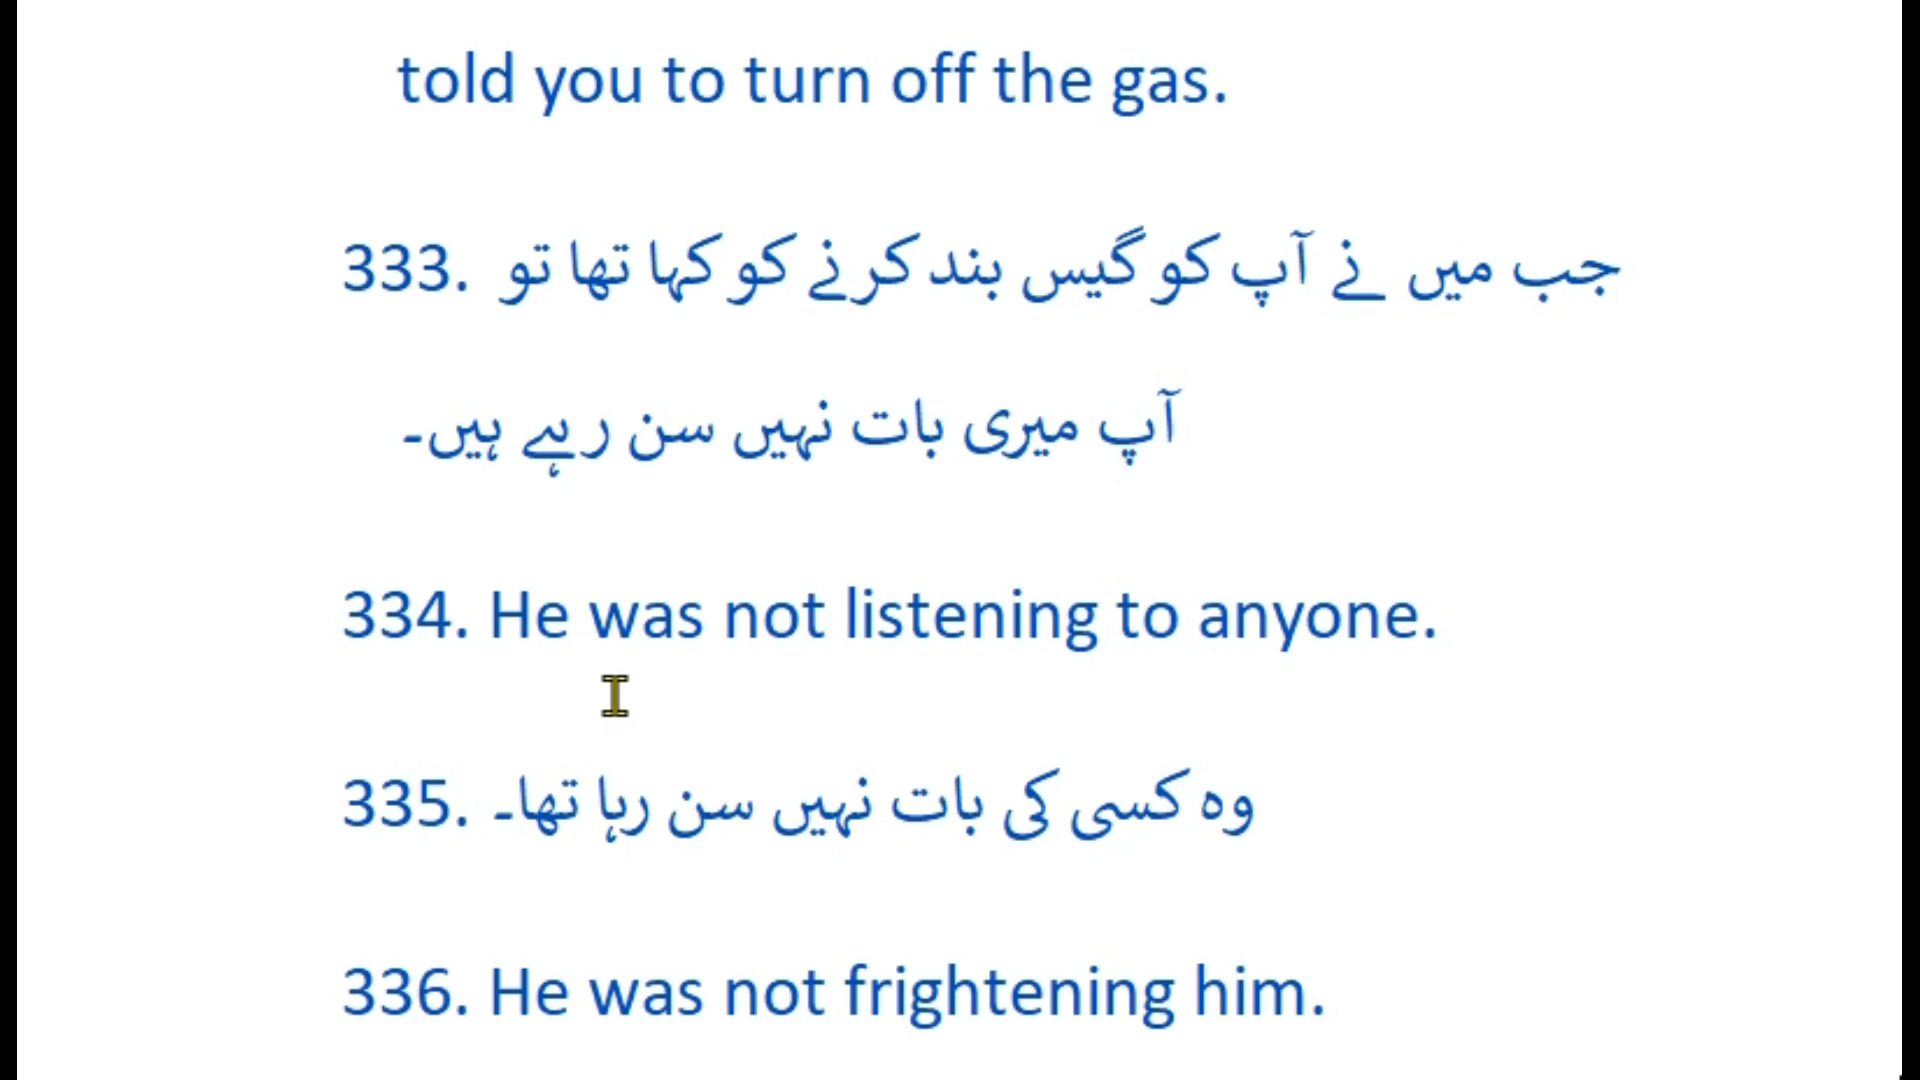 told you to turn off the gas.
333. جب میں نے آپ کو گیس بند کرنے کو کہا تھا تو
آپ میری بات نہیں سن رہے ہیں۔
334. He was not listening to anyone.
335. وہ کسی کی بات نہیں سن رہا تھا۔
336. He was not frightening him.